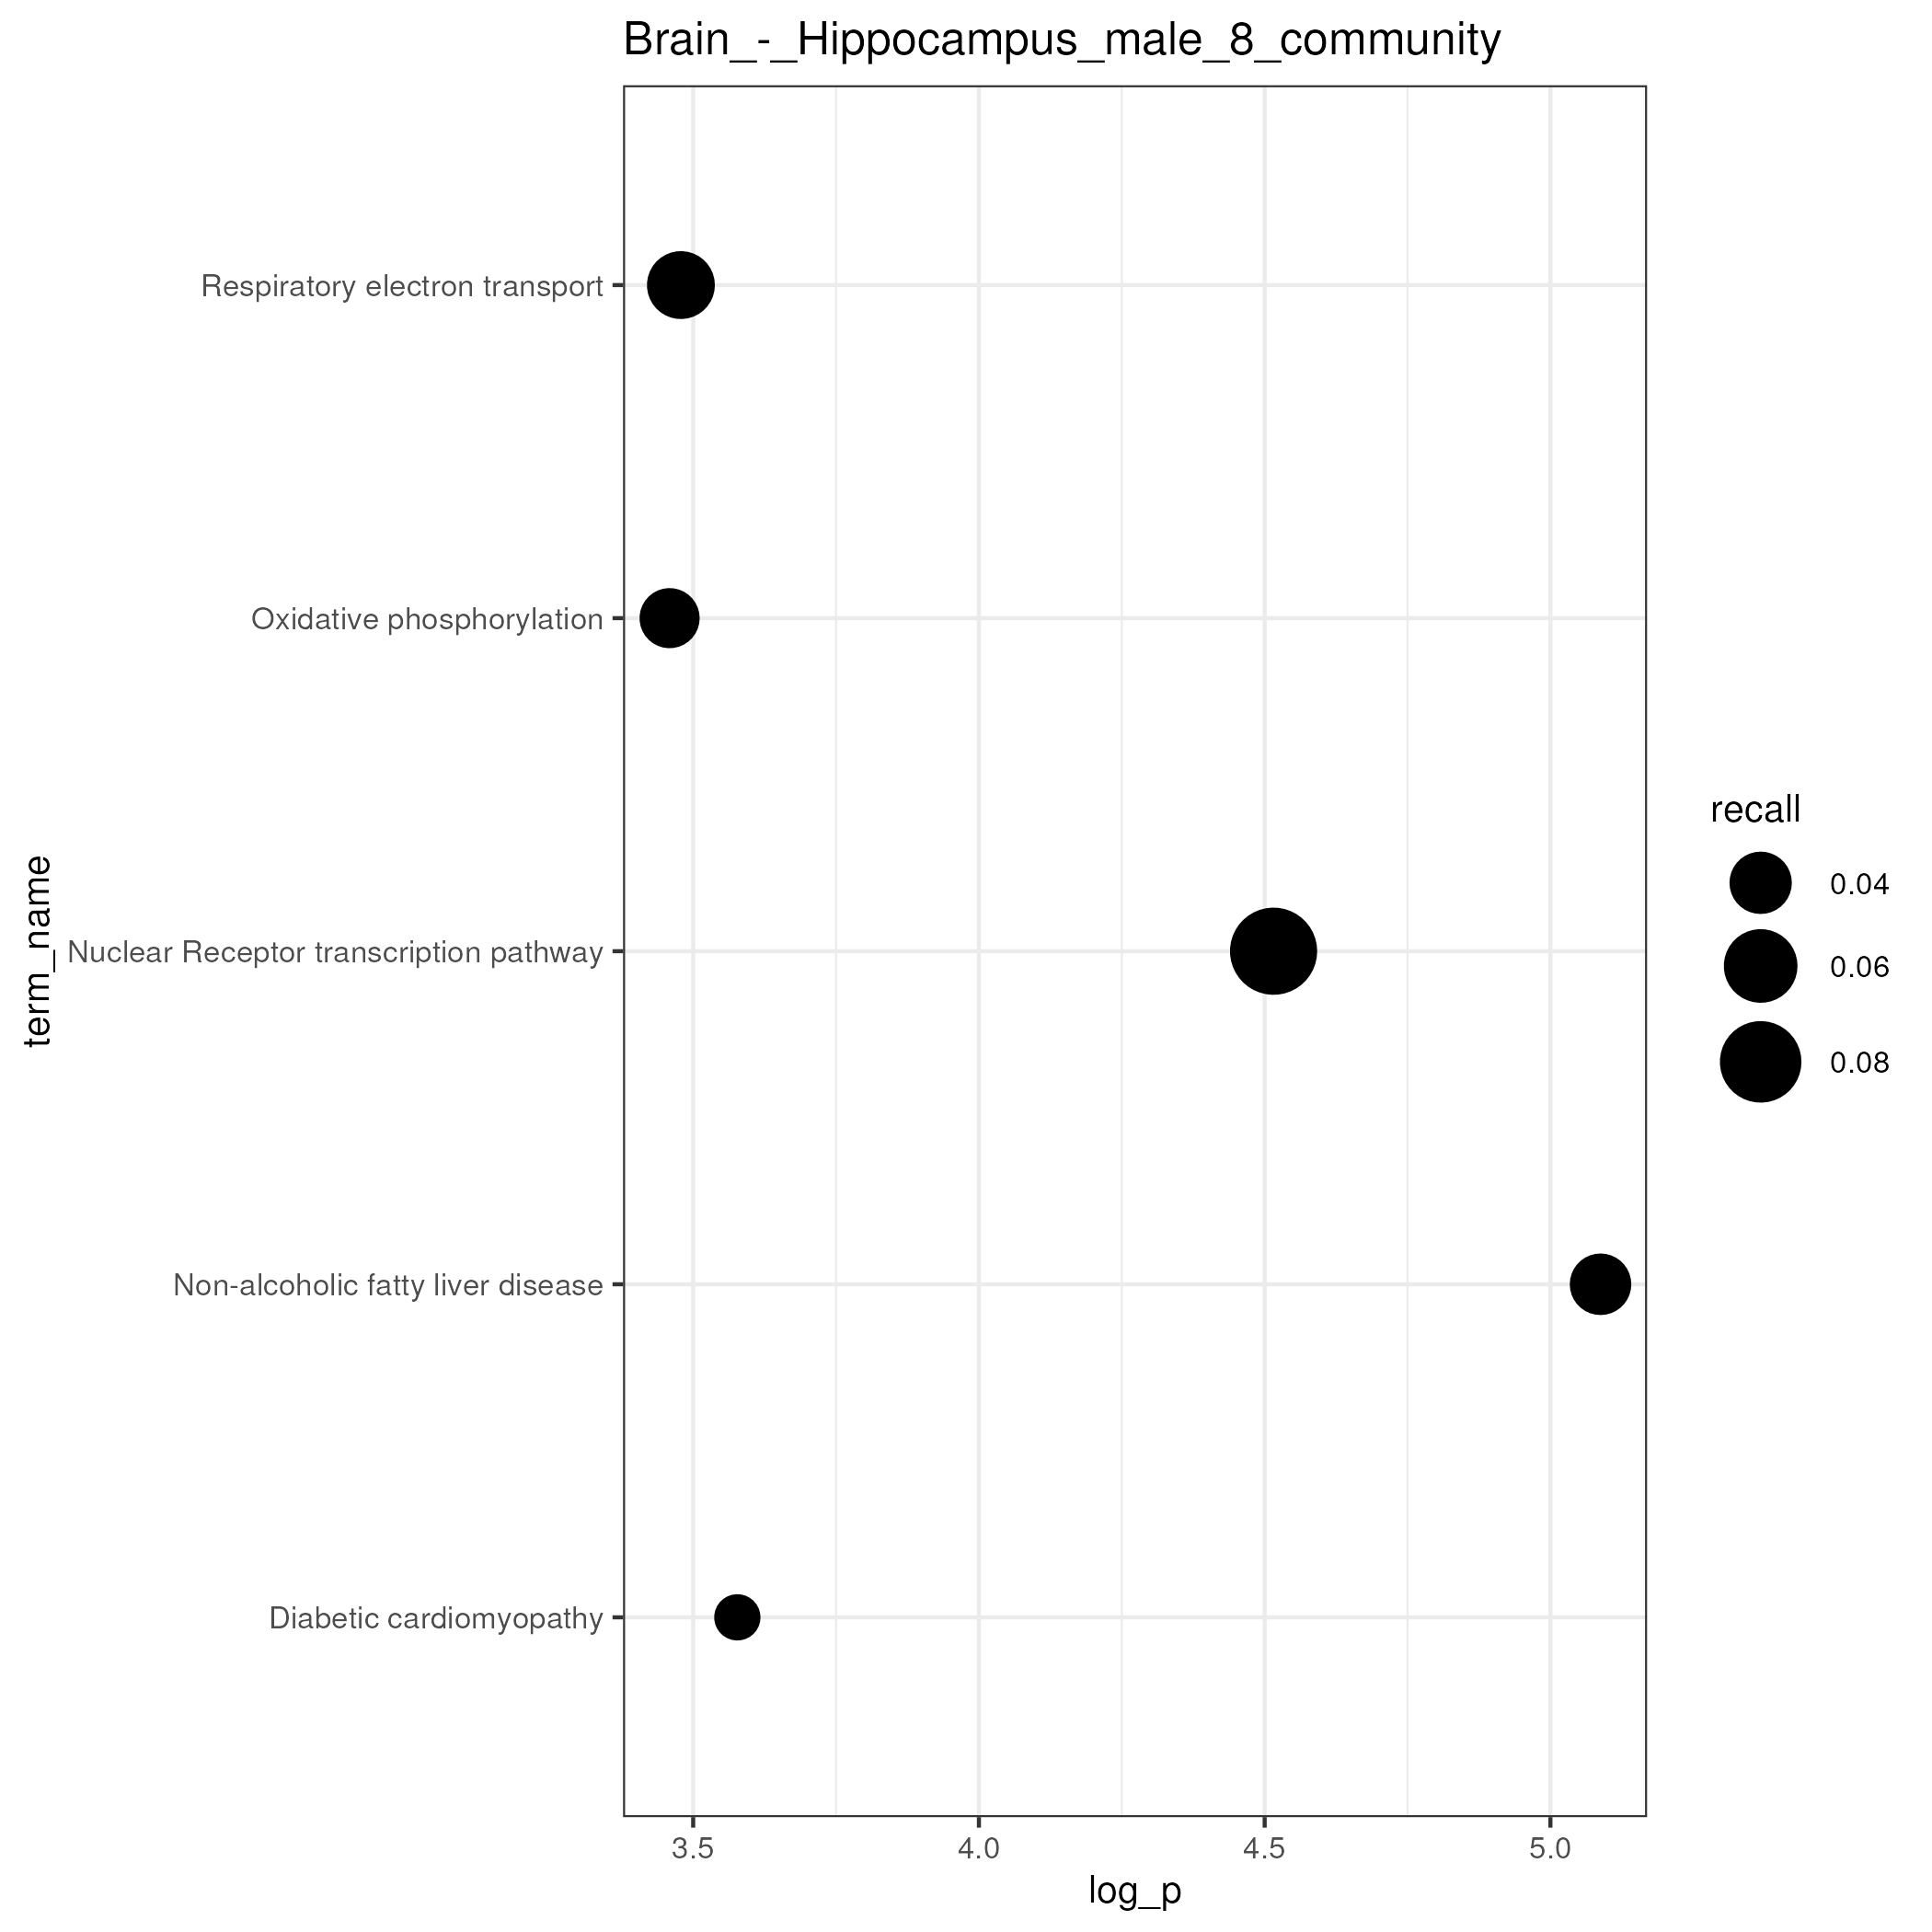 Brain_-_Hippocampus_male_8_community
Respiratory electron transport
Oxidative phosphorylation
Nuclear Receptor transcription pathway
Non-alcoholic fatty liver disease
Diabetic cardiomyopathy
term_name
3.5 4.0 4.5 5.0
log_p
recall
0.04
0.06
0.08